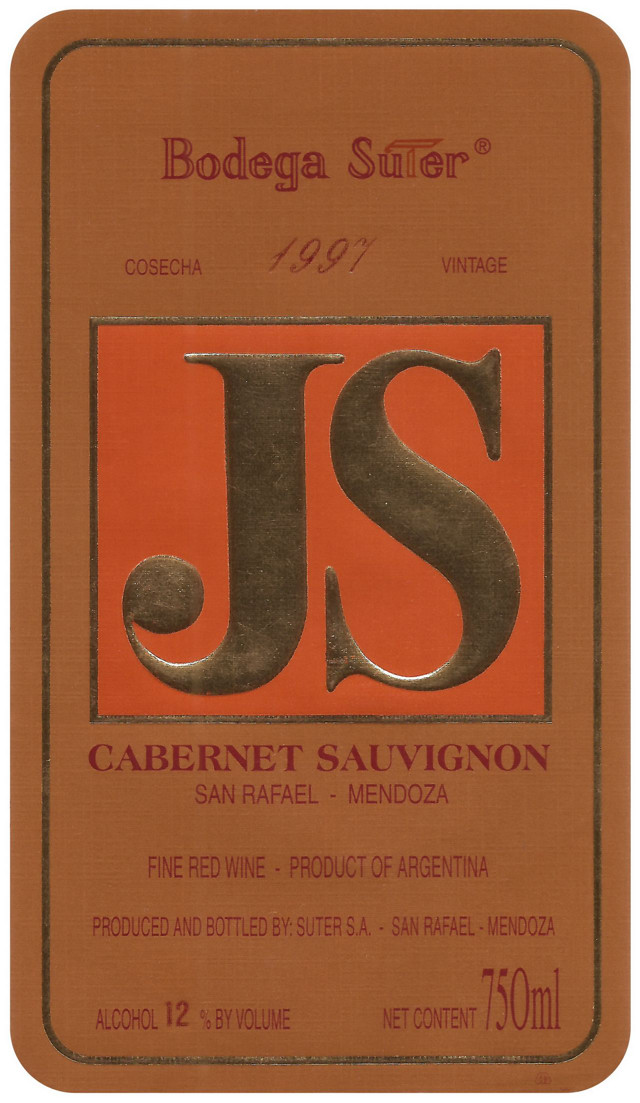 Bodega Suter®
COSECHA 1997 VINTAGE
JS
CABERNET SAUVIGNON
SAN RAFAEL - MENDOZA
FINE RED WINE - PRODUCT OF ARGENTINA
PRODUCED AND BOTTLED BY: SUTER S.A. - SAN RAFAEL - MENDOZA
ALCOHOL 12 % BY VOLUME NET CONTENT 750ml